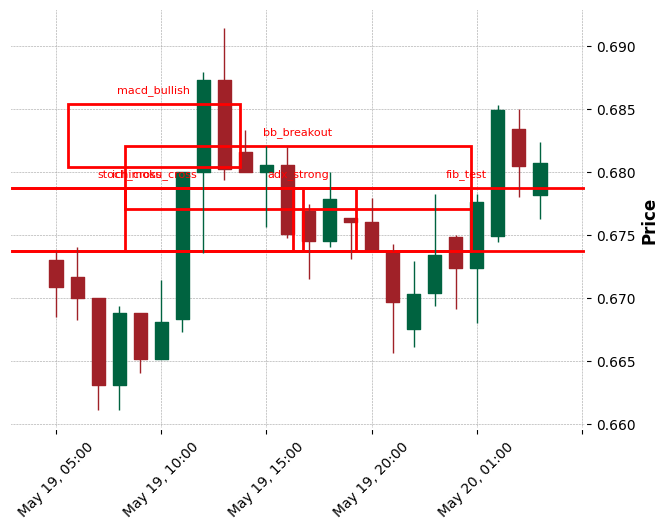 macd_bullish
bb_breakout
adx_strong
fib_test
0.690
0.685
0.680
0.675
0.670
0.665
0.660
Price
May 19, 05:00
May 19, 10:00
May 19, 15:00
May 19, 20:00
May 20, 01:00